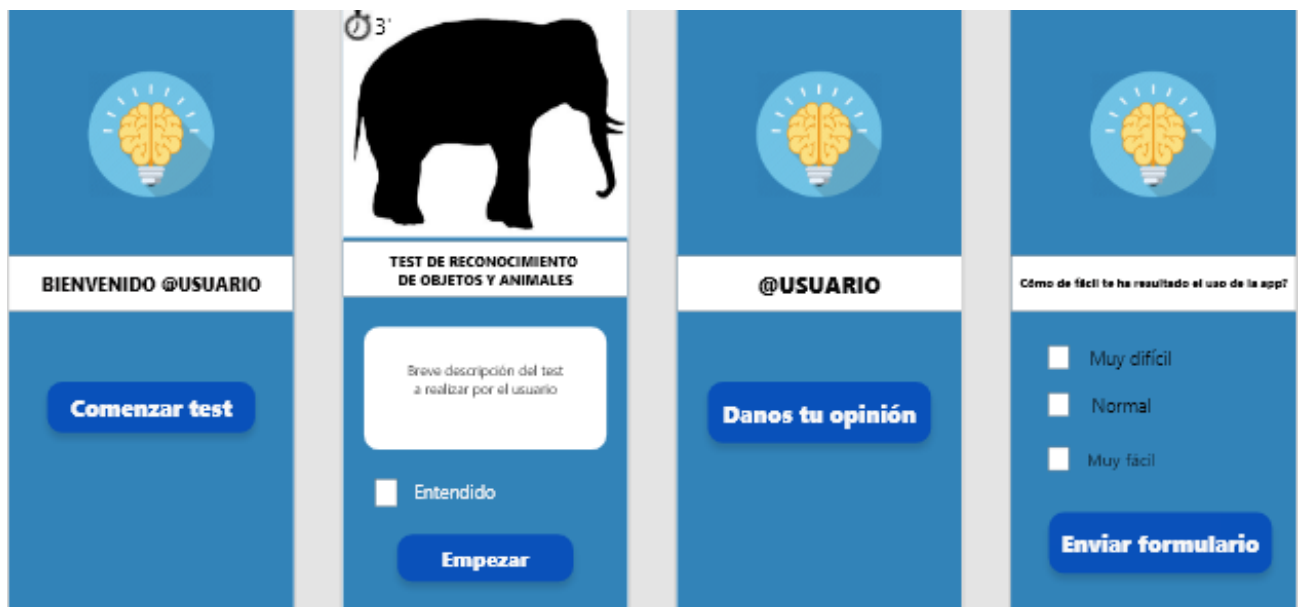 BIENVENIDO @USUARIO
Comenzar test
3'
TEST DE RECONOCIMIENTO
DE OBJETOS Y ANIMALES
Breve descripción del test
a realizar por el usuario
Entendido
Empezar
@USUARIO
Danos tu opinión
Cómo de fácil te ha resultado el uso de la app?
Muy difícil
Normal
Muy fácil
Enviar formulario